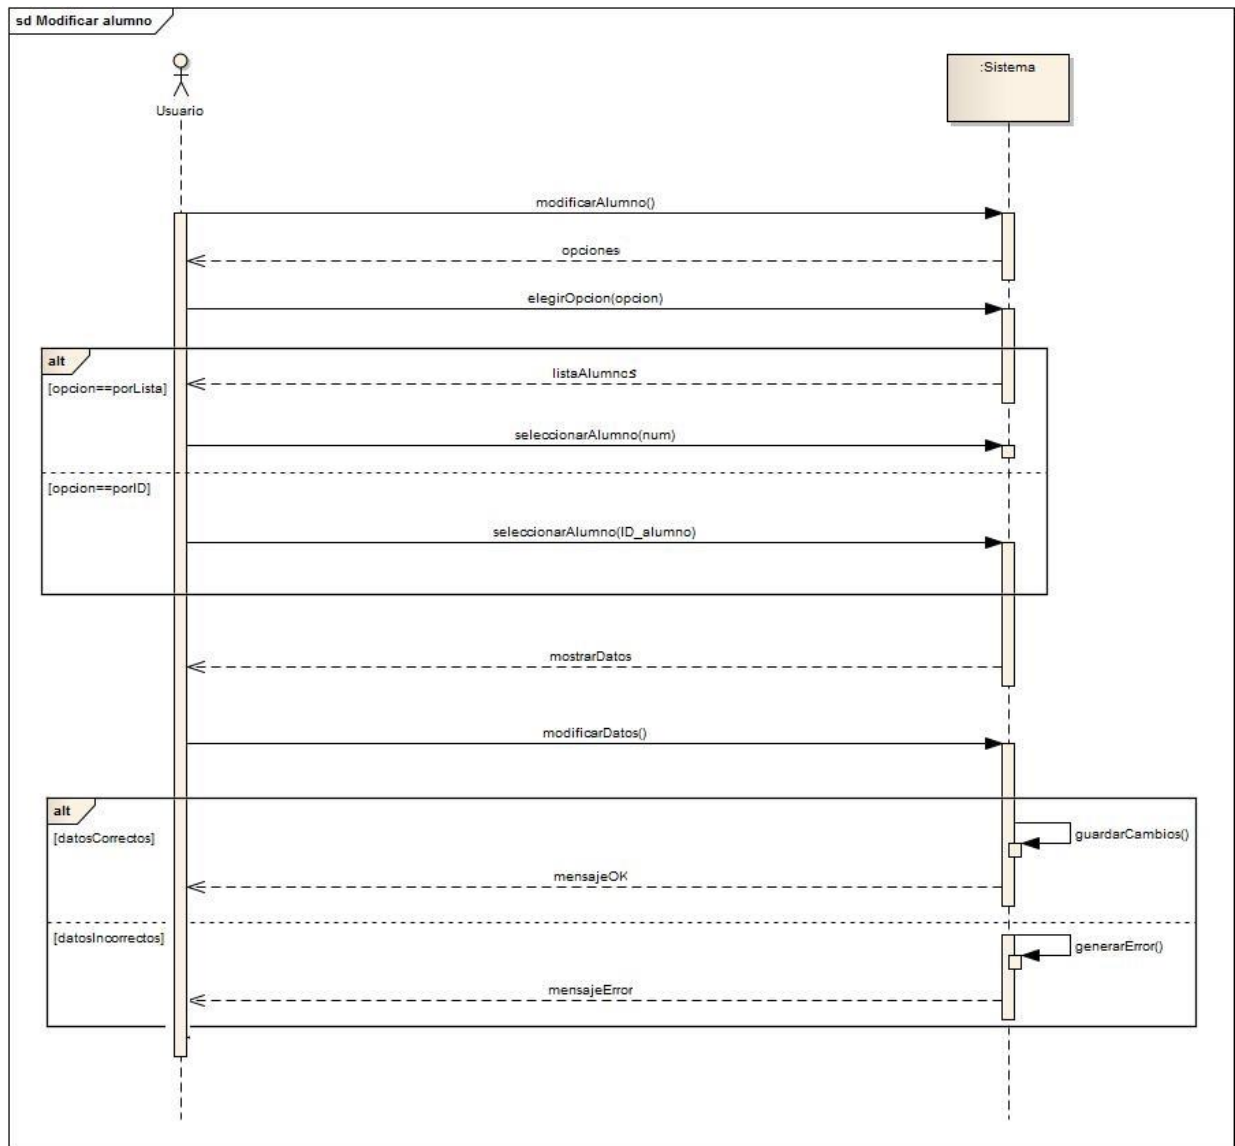 sd Modificar alumno
Usuario
:Sistema
modificarAlumno()
opciones
elegirOpcion(opcion)
alt
[opcion==porLista]
listaAlumnos
seleccionarAlumno(num)
[opcion==porID]
seleccionarAlumno(ID_alumno)
mostrarDatos
modificarDatos()
alt
[datosCorrectos]
guardarCambios()
mensajeOK
[datosIncorrectos]
generarError()
mensajeError